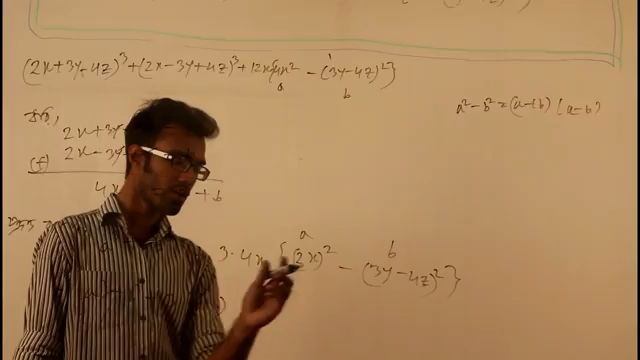 (2x+3y-4z)³+(2x-3y+4z)³+12x{4x² - (3y-4z)²}
a b
a²-b²=(a+b)(a-b)
ধরি,
2x+3y
2x-3y
(+)
4x + b
a b
3·4x {(2x)² - (3y-4z)²}